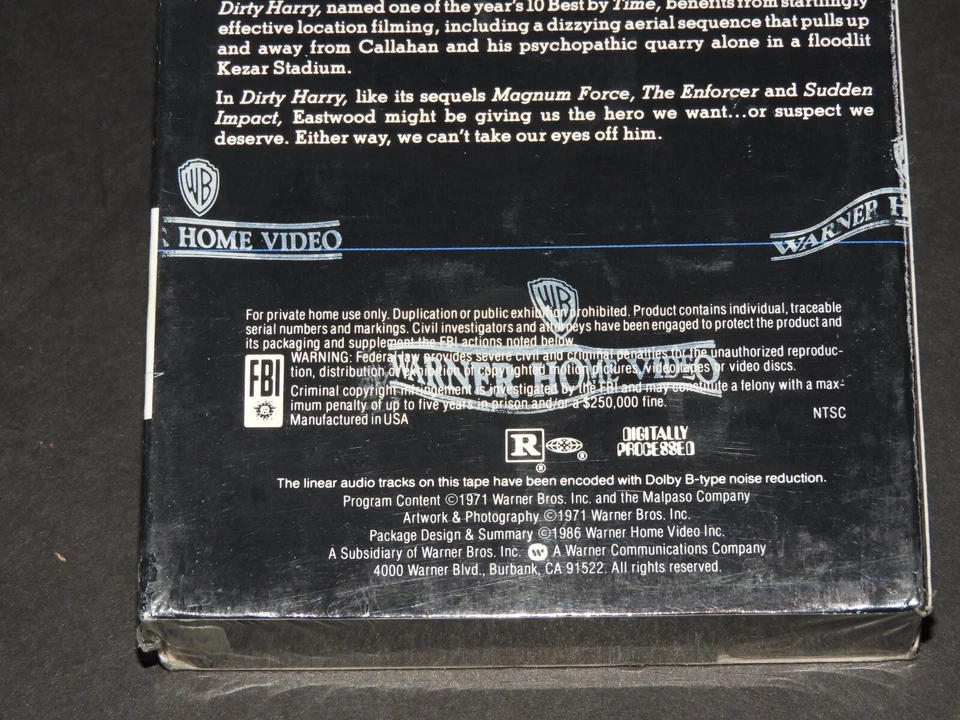 Dirty Harry, named one of the year's 10 Best by Time, benefits from startlingly
effective location filming, including a dizzying aerial sequence that pulls up
and away from Callahan and his psychopathic quarry alone in a floodlit
Kezar Stadium.
In Dirty Harry, like its sequels Magnum Force, The Enforcer and Sudden
Impact, Eastwood might be giving us the hero we want...or suspect we
deserve. Either way, we can't take our eyes off him.
WB
HOME VIDEO
WARNER H
WB
WARNER HOME VIDEO
For private home use only. Duplication or public exhibition prohibited. Product contains individual, traceable
serial numbers and markings. Civil investigators and attorneys have been engaged to protect the product and
its packaging and supplement the FBI actions noted below.
FBI
WARNING: Federal law provides severe civil and criminal penalties for the unauthorized reproduc-
tion, distribution or exhibition of copyrighted motion pictures, videotapes or video discs.
Criminal copyright infringement is investigated by the FBI and may constitute a felony with a max-
imum penalty of up to five years in prison and/or a $250,000 fine.
Manufactured in USA
NTSC
R ® ®
DIGITALLY
PROCESSED
The linear audio tracks on this tape have been encoded with Dolby B-type noise reduction.
Program Content ©1971 Warner Bros. Inc. and the Malpaso Company
Artwork & Photography ©1971 Warner Bros. Inc.
Package Design & Summary ©1986 Warner Home Video Inc.
A Subsidiary of Warner Bros. Inc. W A Warner Communications Company
4000 Warner Blvd., Burbank, CA 91522. All rights reserved.